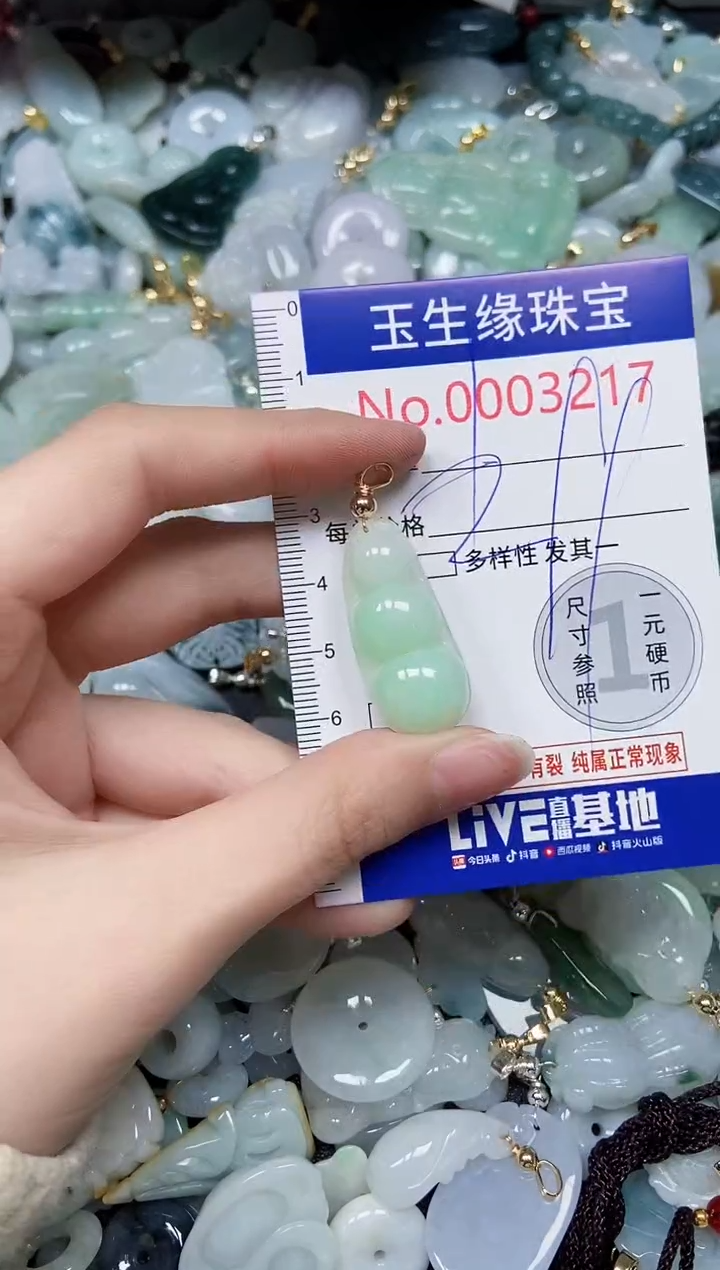 0
玉生缘珠宝
1
No.0003217
3
每 格
4
多样性 发其一
5
尺寸参照
1
一元硬币
6
有裂 纯属正常现象
LiVE直播基地
今日头条 抖音 西瓜视频 抖音火山版